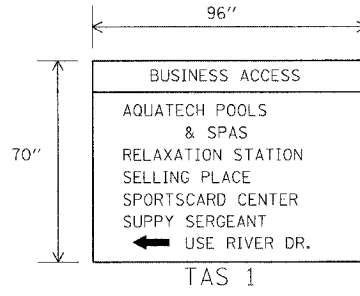 96"
BUSINESS ACCESS
AQUATECH POOLS
& SPAS
70"
RELAXATION STATION
SELLING PLACE
SPORTSCARD CENTER
SUPPY SERGEANT
USE RIVER DR.
TAS 1